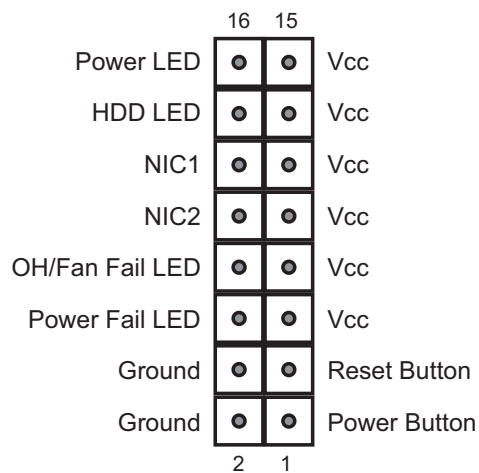 16 15
Power LED Vcc
HDD LED Vcc
NIC1 Vcc
NIC2 Vcc
OH/Fan Fail LED Vcc
Power Fail LED Vcc
Ground Reset Button
Ground Power Button
2 1